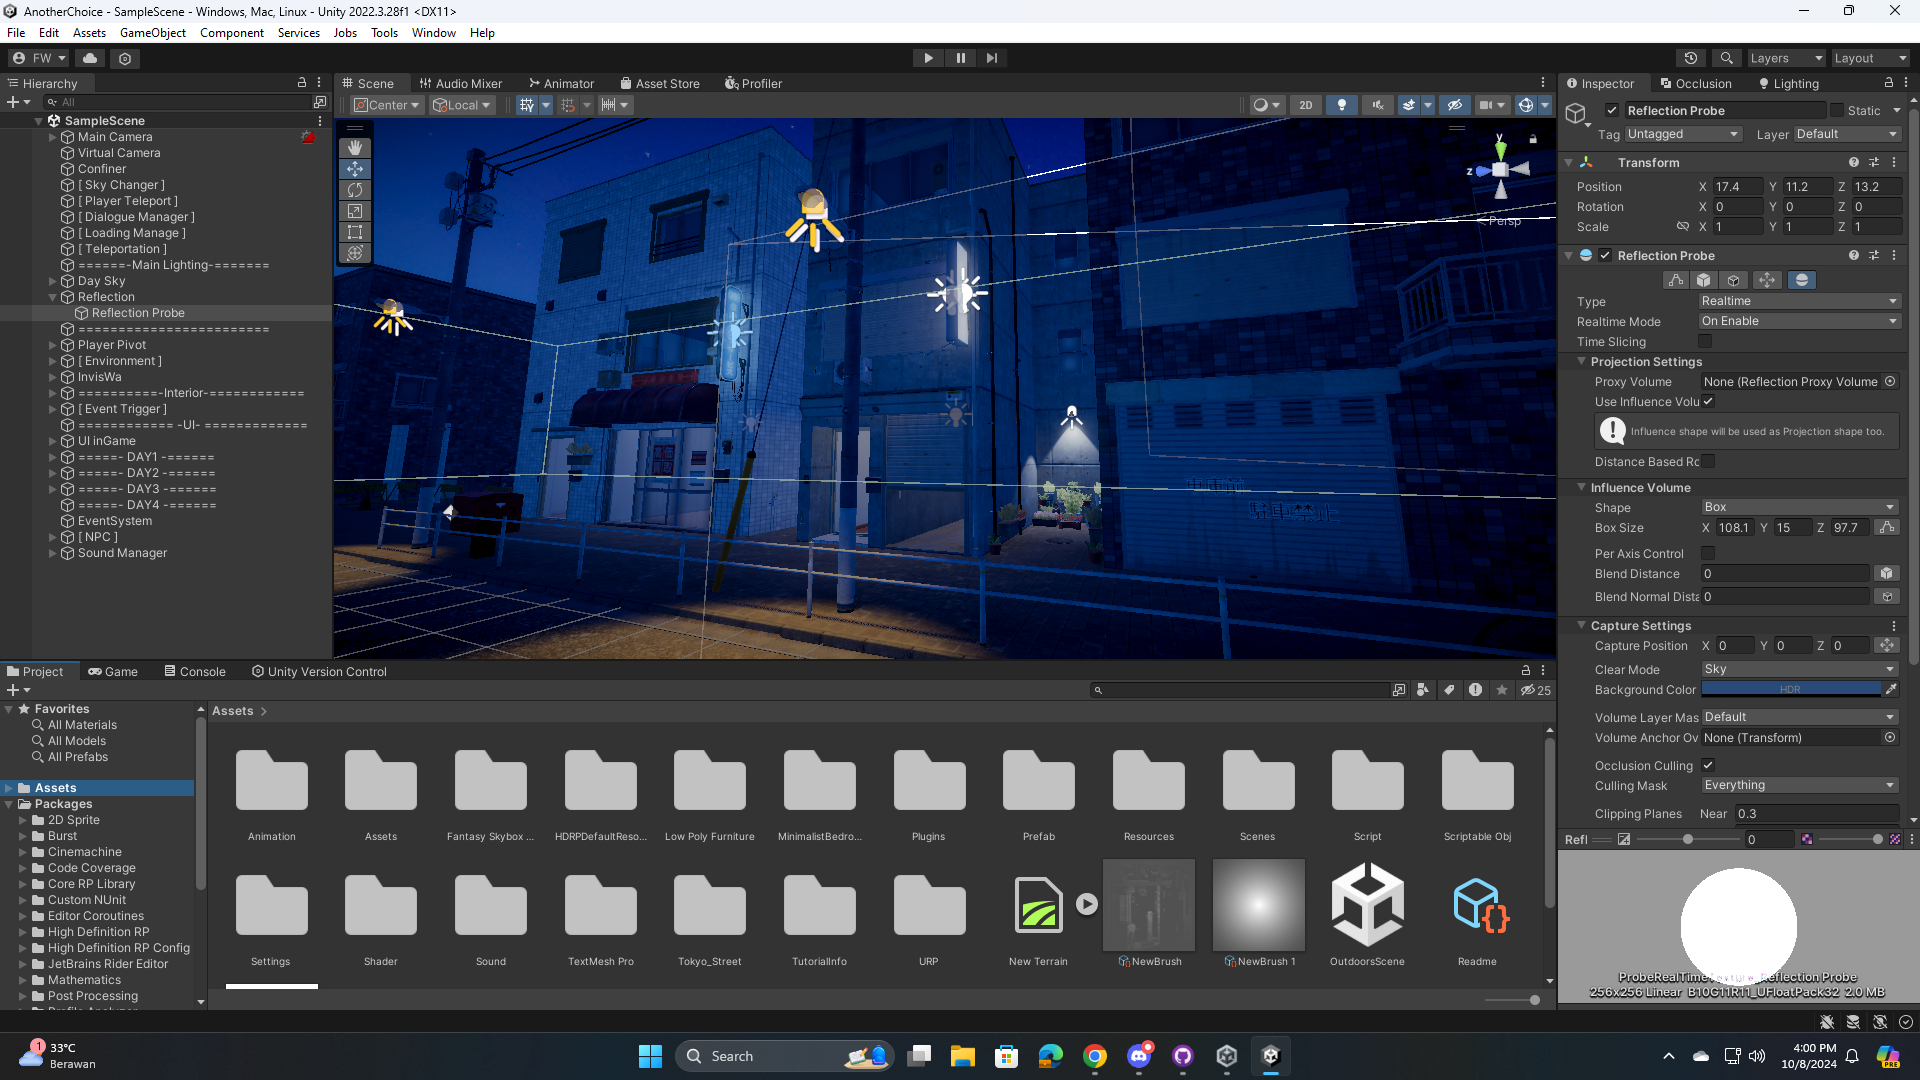 AnotherChoice - SampleScene - Windows, Mac, Linux - Unity 2022.3.28f1 <DX11>
File Edit Assets GameObject Component Services Jobs Tools Window Help
FW Layers Layout
Hierarchy
All
SampleScene
Main Camera
Virtual Camera
Confiner
[ Sky Changer ]
[ Player Teleport ]
[ Dialogue Manager ]
[ Loading Manage ]
[ Teleportation ]
======-Main Lighting-=======
Day Sky
Reflection
Reflection Probe
========================
Player Pivot
[ Environment ]
InvisWa
===========-Interior-=============
[ Event Trigger ]
============ -UI- =============
UI inGame
=====- DAY1 -======
=====- DAY2 -======
=====- DAY3 -======
=====- DAY4 -======
EventSystem
[ NPC ]
Sound Manager
Scene Audio Mixer Animator Asset Store Profiler
Center Local 2D
y
z
Persp
駐車禁止
Inspector Occlusion Lighting
Reflection Probe Static
Tag Untagged Layer Default
Transform
Position X 17.4 Y 11.2 Z 13.2
Rotation X 0 Y 0 Z 0
Scale X 1 Y 1 Z 1
Reflection Probe
Type Realtime
Realtime Mode On Enable
Time Slicing
Projection Settings
Proxy Volume None (Reflection Proxy Volume
Use Influence Volu
Influence shape will be used as Projection shape too.
Distance Based Ro
Influence Volume
Shape Box
Box Size X 108.1 Y 15 Z 97.7
Per Axis Control
Blend Distance 0
Blend Normal Dista 0
Capture Settings
Capture Position X 0 Y 0 Z 0
Clear Mode Sky
Background Color HDR
Volume Layer Mas Default
Volume Anchor Ov None (Transform)
Occlusion Culling
Culling Mask Everything
Clipping Planes Near 0.3
Refl 0
ProbeRealTimeTexture_Reflection Probe
256x256 Linear B10G11R11_UFloatPack32 2.0 MB
Project Game Console Unity Version Control
25
Favorites
All Materials
All Models
All Prefabs
Assets
Packages
2D Sprite
Burst
Cinemachine
Code Coverage
Core RP Library
Custom NUnit
Editor Coroutines
High Definition RP
High Definition RP Config
JetBrains Rider Editor
Mathematics
Post Processing
Profile Analyzer
Assets
Animation Assets Fantasy Skybox ... HDRPDefaultReso... Low Poly Furniture MinimalistBedro... Plugins Prefab Resources Scenes Script Scriptable Obj
Settings Shader Sound TextMesh Pro Tokyo_Street TutorialInfo URP New Terrain NewBrush NewBrush 1 OutdoorsScene Readme
1
33°C
Berawan
Search
PRE
4:00 PM
10/8/2024